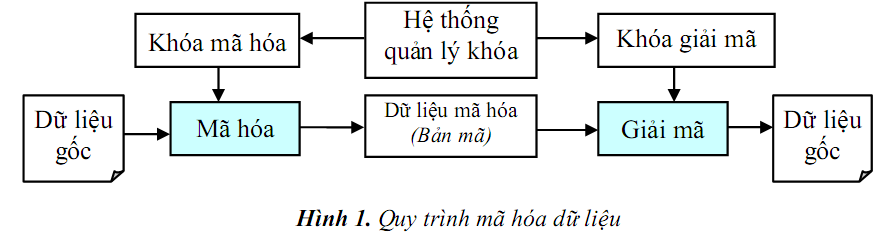 Khóa mã hóa
Hệ thống
quản lý khóa
Khóa giải mã
Dữ liệu
gốc
Mã hóa
Dữ liệu mã hóa
(Bản mã)
Giải mã
Dữ liệu
gốc
Hình 1. Quy trình mã hóa dữ liệu